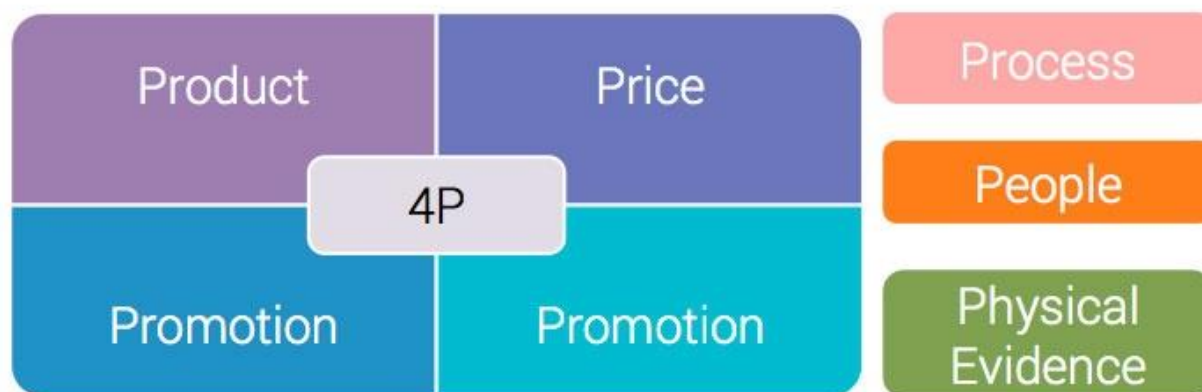 Product
Price
4P
Promotion
Promotion
Process
People
Physical
Evidence